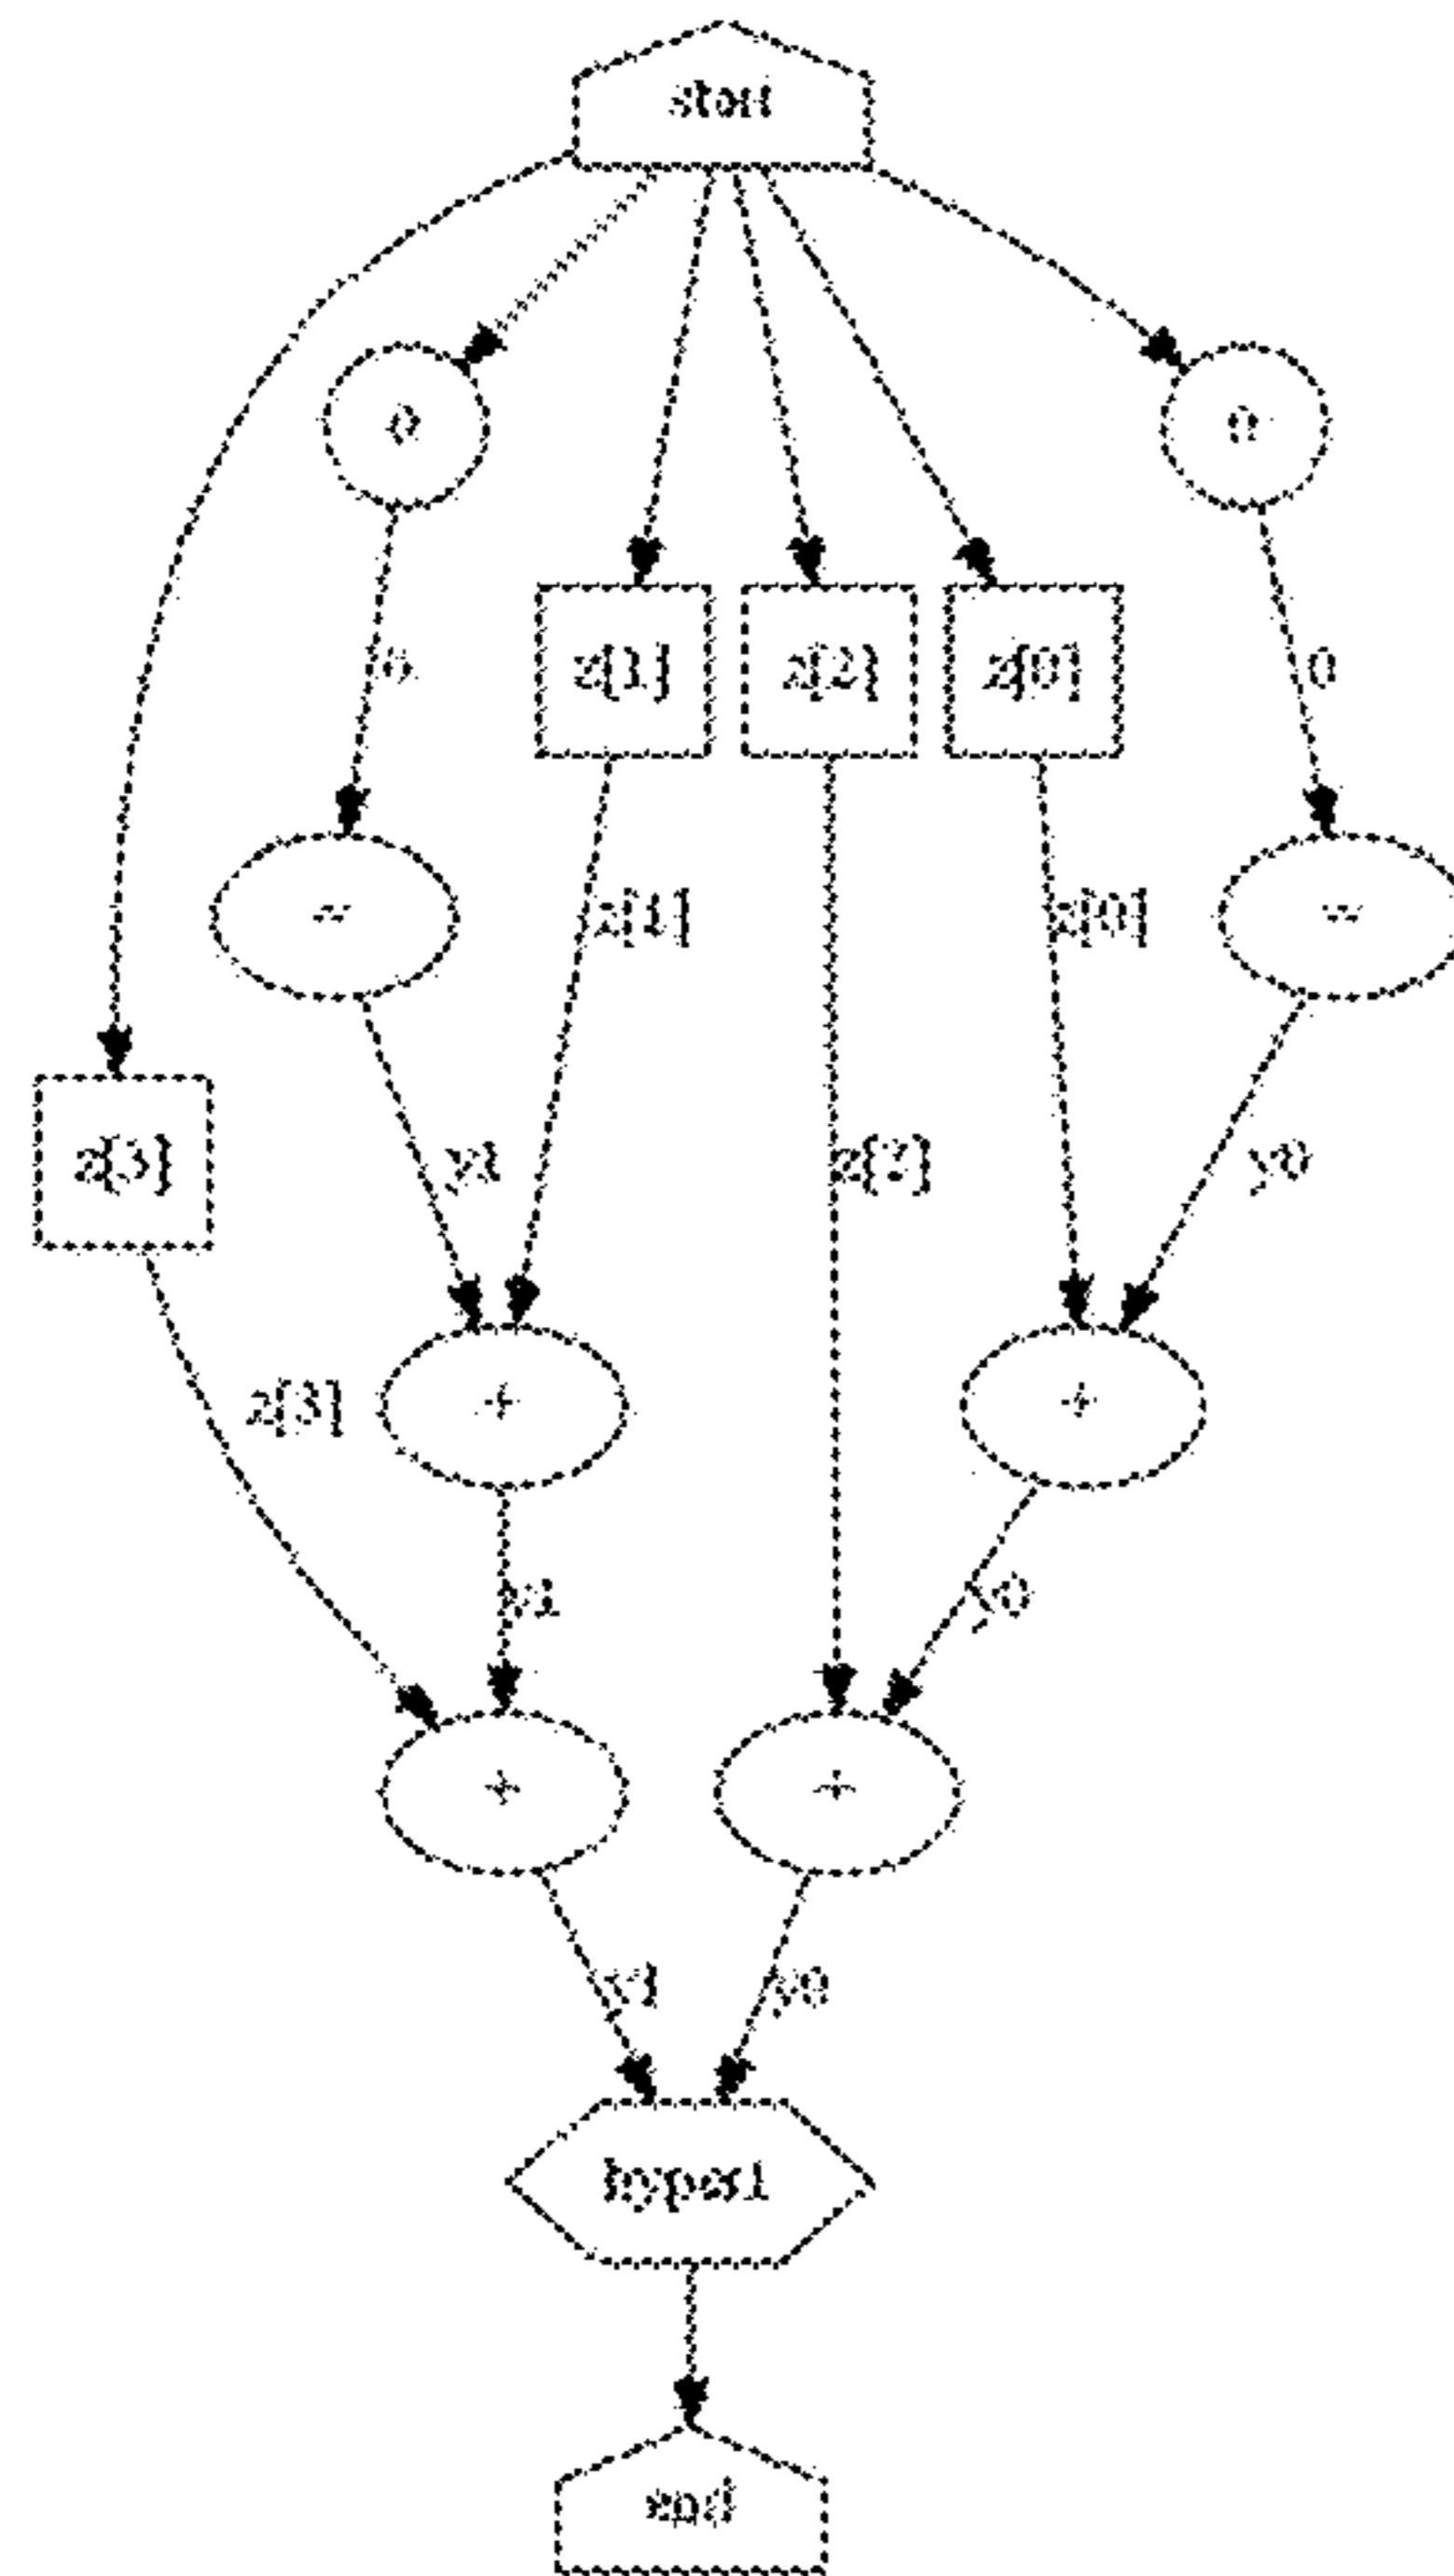 start
0
0
0
z[1]
z[2]
z[0]
0
=
z[1]
z[0]
=
z[3]
y1
z[2]
y0
z[3]
+
+
y1
y0
+
+
y1
y0
hyper1
end